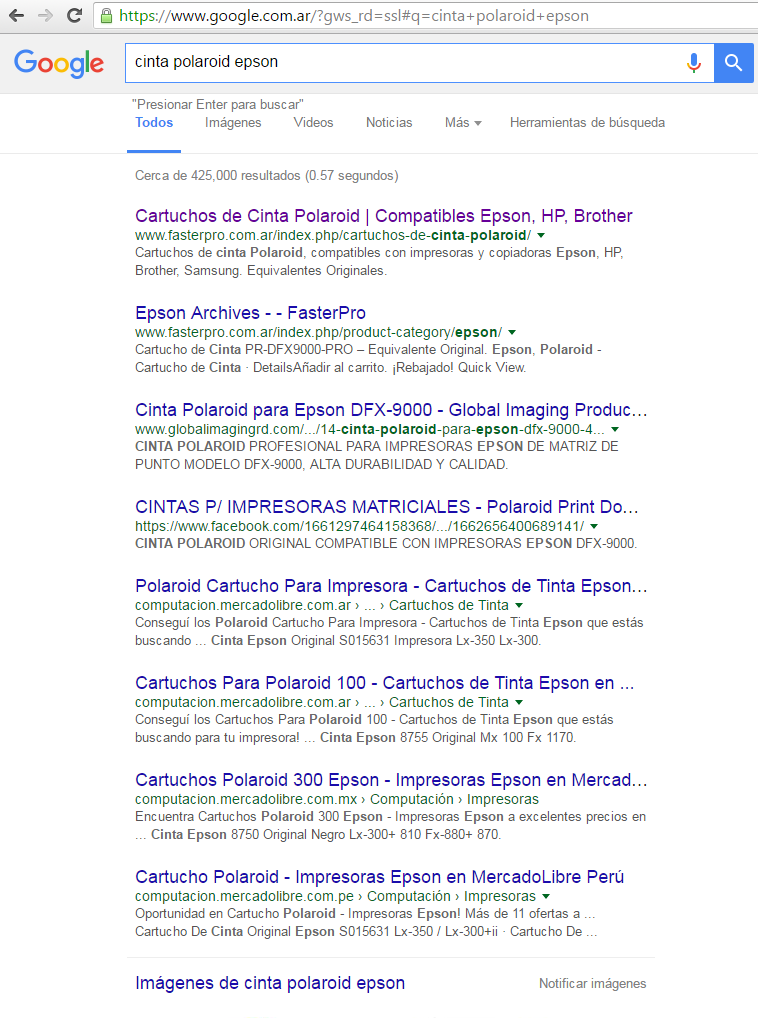 https://www.google.com.ar/?gws_rd=ssl#q=cinta+polaroid+epson
Google
cinta polaroid epson
"Presionar Enter para buscar"
Todos Imágenes Videos Noticias Más Herramientas de búsqueda
Cerca de 425,000 resultados (0.57 segundos)
Cartuchos de Cinta Polaroid | Compatibles Epson, HP, Brother
www.fasterpro.com.ar/index.php/cartuchos-de-cinta-polaroid/
Cartuchos de cinta Polaroid, compatibles con impresoras y copiadoras Epson, HP,
Brother, Samsung. Equivalentes Originales.
Epson Archives - - FasterPro
www.fasterpro.com.ar/index.php/product-category/epson/
Cartucho de Cinta PR-DFX9000-PRO – Equivalente Original. Epson, Polaroid -
Cartucho de Cinta · DetailsAñadir al carrito. ¡Rebajado! Quick View.
Cinta Polaroid para Epson DFX-9000 - Global Imaging Produc...
www.globalimagingrd.com/.../14-cinta-polaroid-para-epson-dfx-9000-4...
CINTA POLAROID PROFESIONAL PARA IMPRESORAS EPSON DE MATRIZ DE
PUNTO MODELO DFX-9000, ALTA DURABILIDAD Y CALIDAD.
CINTAS P/ IMPRESORAS MATRICIALES - Polaroid Print Do...
https://www.facebook.com/1661297464158368/.../1662656400689141/
CINTA POLAROID ORIGINAL COMPATIBLE CON IMPRESORAS EPSON DFX-9000.
Polaroid Cartucho Para Impresora - Cartuchos de Tinta Epson...
computacion.mercadolibre.com.ar › ... › Cartuchos de Tinta
Conseguí los Polaroid Cartucho Para Impresora - Cartuchos de Tinta Epson que estás
buscando ... Cinta Epson Original S015631 Impresora Lx-350 Lx-300.
Cartuchos Para Polaroid 100 - Cartuchos de Tinta Epson en ...
computacion.mercadolibre.com.ar › ... › Cartuchos de Tinta
Conseguí los Cartuchos Para Polaroid 100 - Cartuchos de Tinta Epson que estás
buscando para tu impresora! ... Cinta Epson 8755 Original Mx 100 Fx 1170.
Cartuchos Polaroid 300 Epson - Impresoras Epson en Mercad...
computacion.mercadolibre.com.mx › Computación › Impresoras
Encuentra Cartuchos Polaroid 300 Epson - Impresoras Epson a excelentes precios en
... Cinta Epson 8750 Original Negro Lx-300+ 810 Fx-880+ 870.
Cartucho Polaroid - Impresoras Epson en MercadoLibre Perú
computacion.mercadolibre.com.pe › Computación › Impresoras
Oportunidad en Cartucho Polaroid - Impresoras Epson! Más de 11 ofertas a ...
Cartucho De Cinta Original Epson S015631 Lx-350 / Lx-300+ii · Cartucho De ...
Imágenes de cinta polaroid epson Notificar imágenes